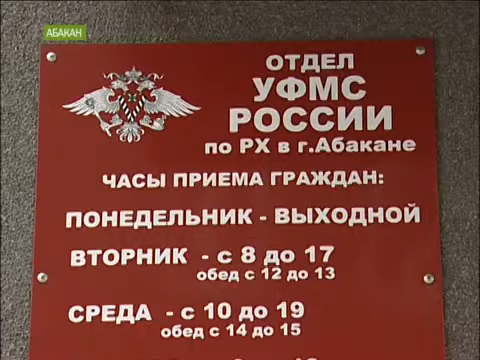 АБАКАН
ОТДЕЛ
УФМС
РОССИИ
по РХ в г.Абакане
ЧАСЫ ПРИЕМА ГРАЖДАН:
ПОНЕДЕЛЬНИК - ВЫХОДНОЙ
ВТОРНИК - с 8 до 17
обед с 12 до 13
СРЕДА - с 10 до 19
обед с 14 до 15